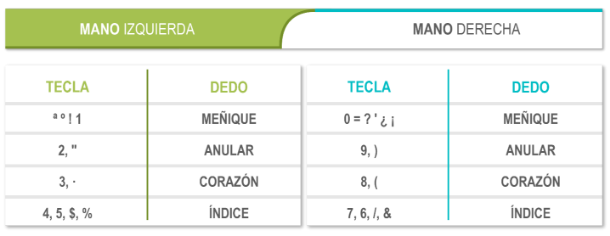 MANO IZQUIERDA
MANO DERECHA
TECLA DEDO
ª º ! 1 MEÑIQUE
2, " ANULAR
3, · CORAZÓN
4, 5, $, % ÍNDICE
TECLA DEDO
0 = ? ' ¿ ¡ MEÑIQUE
9, ) ANULAR
8, ( CORAZÓN
7, 6, /, & ÍNDICE